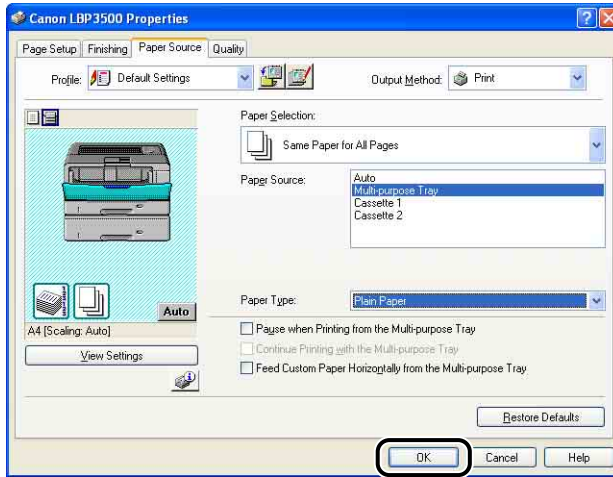 Canon LBP3500 Properties
Page Setup Finishing Paper Source Quality
Profile: Default Settings Output Method: Print
Paper Selection:
Same Paper for All Pages
Paper Source:
Auto
Multi-purpose Tray
Cassette 1
Cassette 2
Auto
A4 [Scaling: Auto]
View Settings
Paper Type: Plain Paper
Pause when Printing from the Multi-purpose Tray
Continue Printing with the Multi-purpose Tray
Feed Custom Paper Horizontally from the Multi-purpose Tray
Restore Defaults
OK Cancel Help